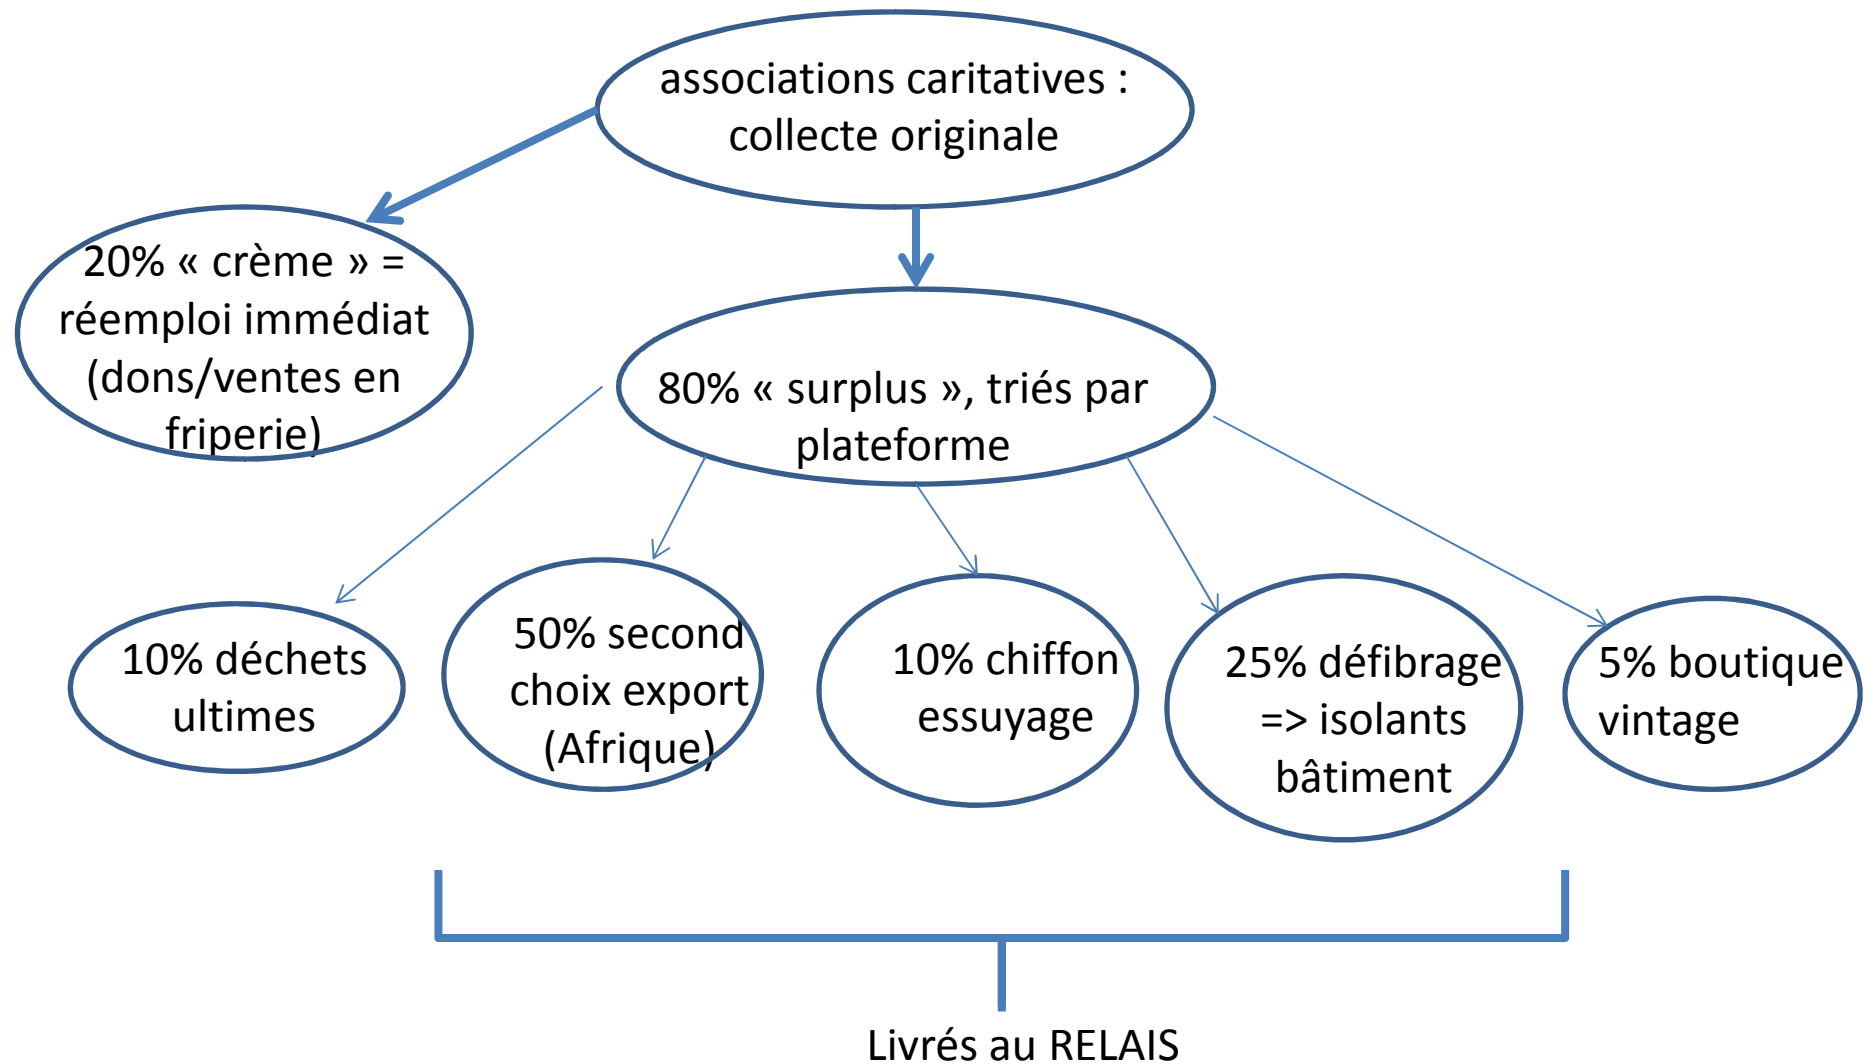 associations caritatives :
collecte originale
20% « crème » =
réemploi immédiat
(dons/ventes en
friperie)
80% « surplus », triés par
plateforme
10% déchets
ultimes
50% second
choix export
(Afrique)
10% chiffon
essuyage
25% défibrage
=> isolants
bâtiment
5% boutique
vintage
Livrés au RELAIS